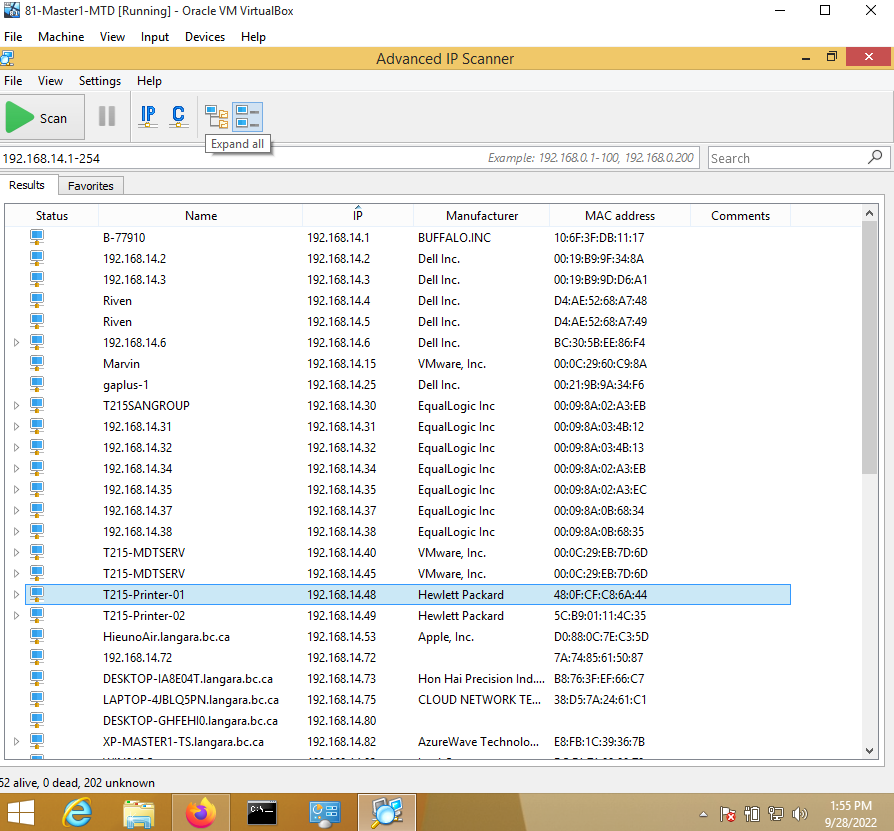 81-Master1-MTD [Running] - Oracle VM VirtualBox
File Machine View Input Devices Help
Advanced IP Scanner
File View Settings Help
Scan IP C
Expand all
192.168.14.1-254 Example: 192.168.0.1-100, 192.168.0.200 Search
Results Favorites
Status Name IP Manufacturer MAC address Comments
B-77910 192.168.14.1 BUFFALO.INC 10:6F:3F:DB:11:17
192.168.14.2 192.168.14.2 Dell Inc. 00:19:B9:9F:34:8A
192.168.14.3 192.168.14.3 Dell Inc. 00:19:B9:9D:D6:A1
Riven 192.168.14.4 Dell Inc. D4:AE:52:68:A7:48
Riven 192.168.14.5 Dell Inc. D4:AE:52:68:A7:49
192.168.14.6 192.168.14.6 Dell Inc. BC:30:5B:EE:86:F4
Marvin 192.168.14.15 VMware, Inc. 00:0C:29:60:C9:8A
gaplus-1 192.168.14.25 Dell Inc. 00:21:9B:9A:34:F6
T215SANGROUP 192.168.14.30 EqualLogic Inc 00:09:8A:02:A3:EB
192.168.14.31 192.168.14.31 EqualLogic Inc 00:09:8A:03:4B:12
192.168.14.32 192.168.14.32 EqualLogic Inc 00:09:8A:03:4B:13
192.168.14.34 192.168.14.34 EqualLogic Inc 00:09:8A:02:A3:EB
192.168.14.35 192.168.14.35 EqualLogic Inc 00:09:8A:02:A3:EC
192.168.14.37 192.168.14.37 EqualLogic Inc 00:09:8A:0B:68:34
192.168.14.38 192.168.14.38 EqualLogic Inc 00:09:8A:0B:68:35
T215-MDTSERV 192.168.14.40 VMware, Inc. 00:0C:29:EB:7D:6D
T215-MDTSERV 192.168.14.45 VMware, Inc. 00:0C:29:EB:7D:6D
T215-Printer-01 192.168.14.48 Hewlett Packard 48:0F:CF:C8:6A:44
T215-Printer-02 192.168.14.49 Hewlett Packard 5C:B9:01:11:4C:35
HieunoAir.langara.bc.ca 192.168.14.53 Apple, Inc. D0:88:0C:7E:C3:5D
192.168.14.72 192.168.14.72 7A:74:85:61:50:87
DESKTOP-IA8E04T.langara.bc.ca 192.168.14.73 Hon Hai Precision Ind.... B8:76:3F:EF:66:C7
LAPTOP-4JBLQ5PN.langara.bc.ca 192.168.14.75 CLOUD NETWORK TE... 38:D5:7A:24:61:C1
DESKTOP-GHFEHI0.langara.bc.ca 192.168.14.80
XP-MASTER1-TS.langara.bc.ca 192.168.14.82 AzureWave Technolo... E8:FB:1C:39:36:7B
52 alive, 0 dead, 202 unknown
1:55 PM
9/28/2022